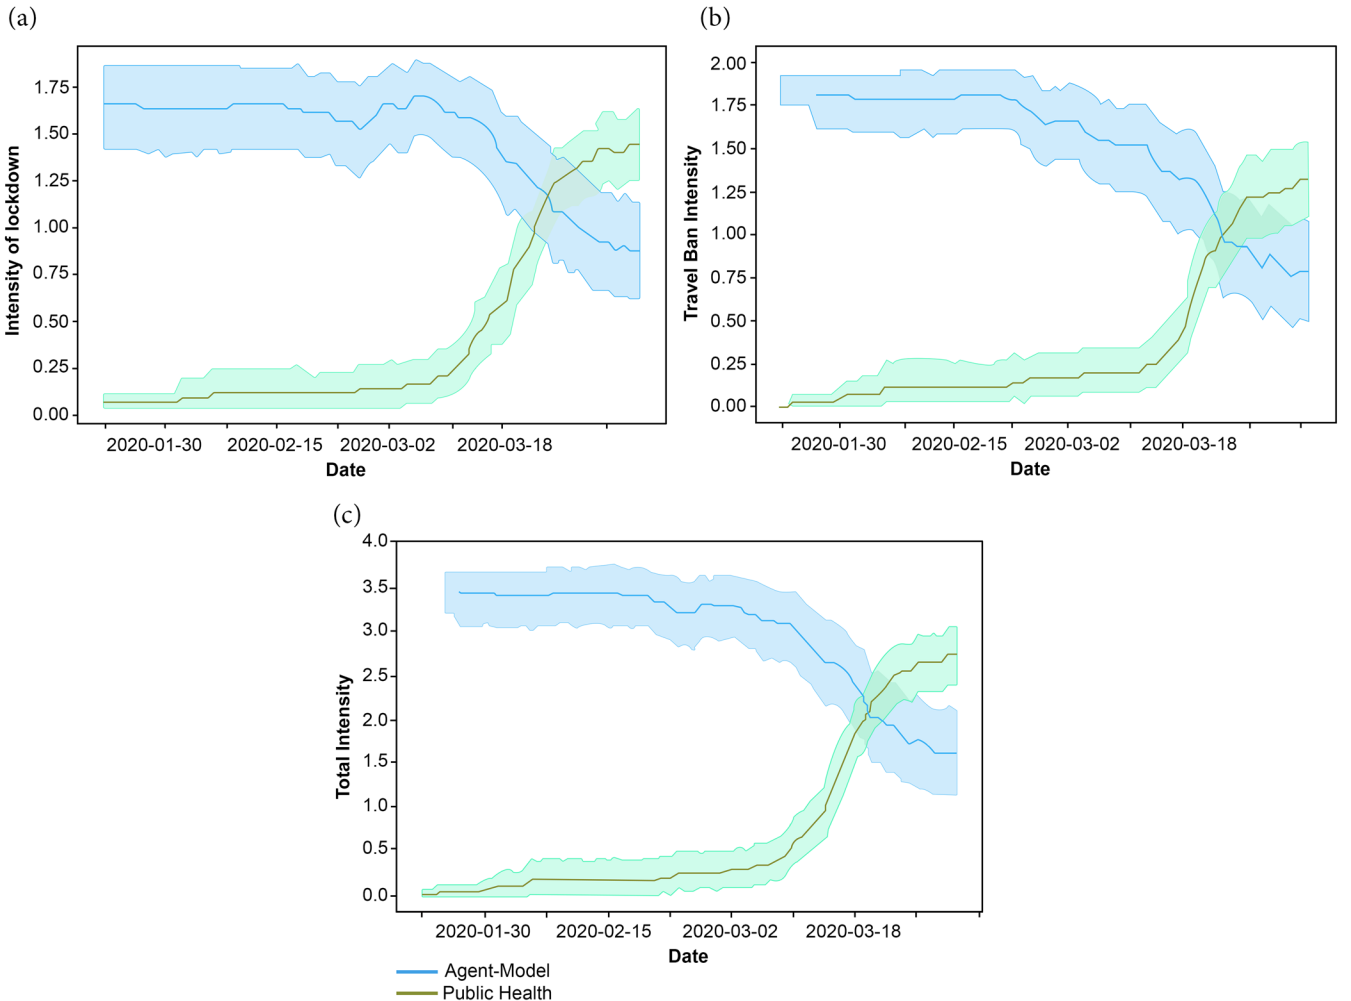 (a)
Intensity of lockdown
1.75
1.50
1.25
1.00
0.75
0.50
0.25
0.00
2020-01-30 2020-02-15 2020-03-02 2020-03-18
Date
(b)
Travel Ban Intensity
2.00
1.75
1.50
1.25
1.00
0.75
0.50
0.25
0.00
2020-01-30 2020-02-15 2020-03-02 2020-03-18
Date
(c)
Total Intensity
4.0
3.5
3.0
2.5
2.0
1.5
1.0
0.5
0.0
2020-01-30 2020-02-15 2020-03-02 2020-03-18
Date
Agent-Model
Public Health